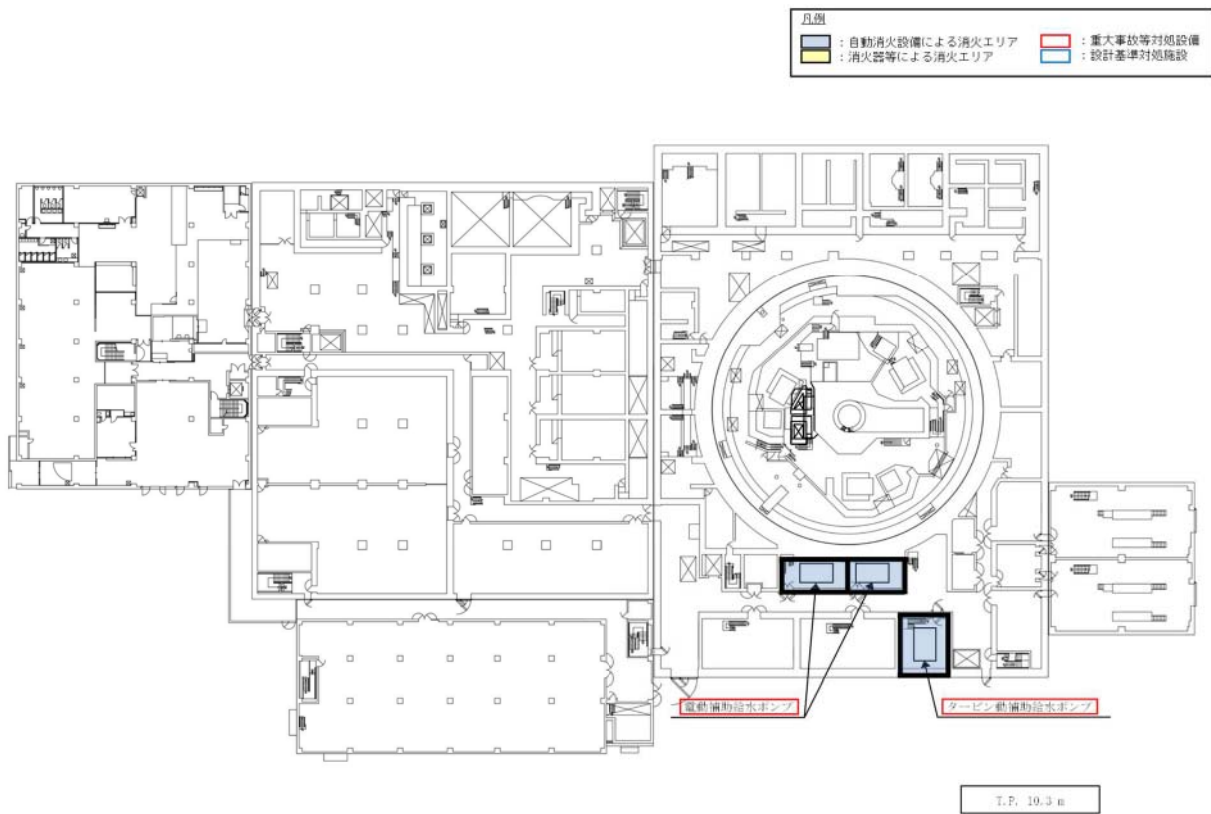 凡例
：自動消火設備による消火エリア
：消火器等による消火エリア
：重大事故等対処設備
：設計基準対処施設
電動補助給水ポンプ
タービン動補助給水ポンプ
T.P. 10.3 m